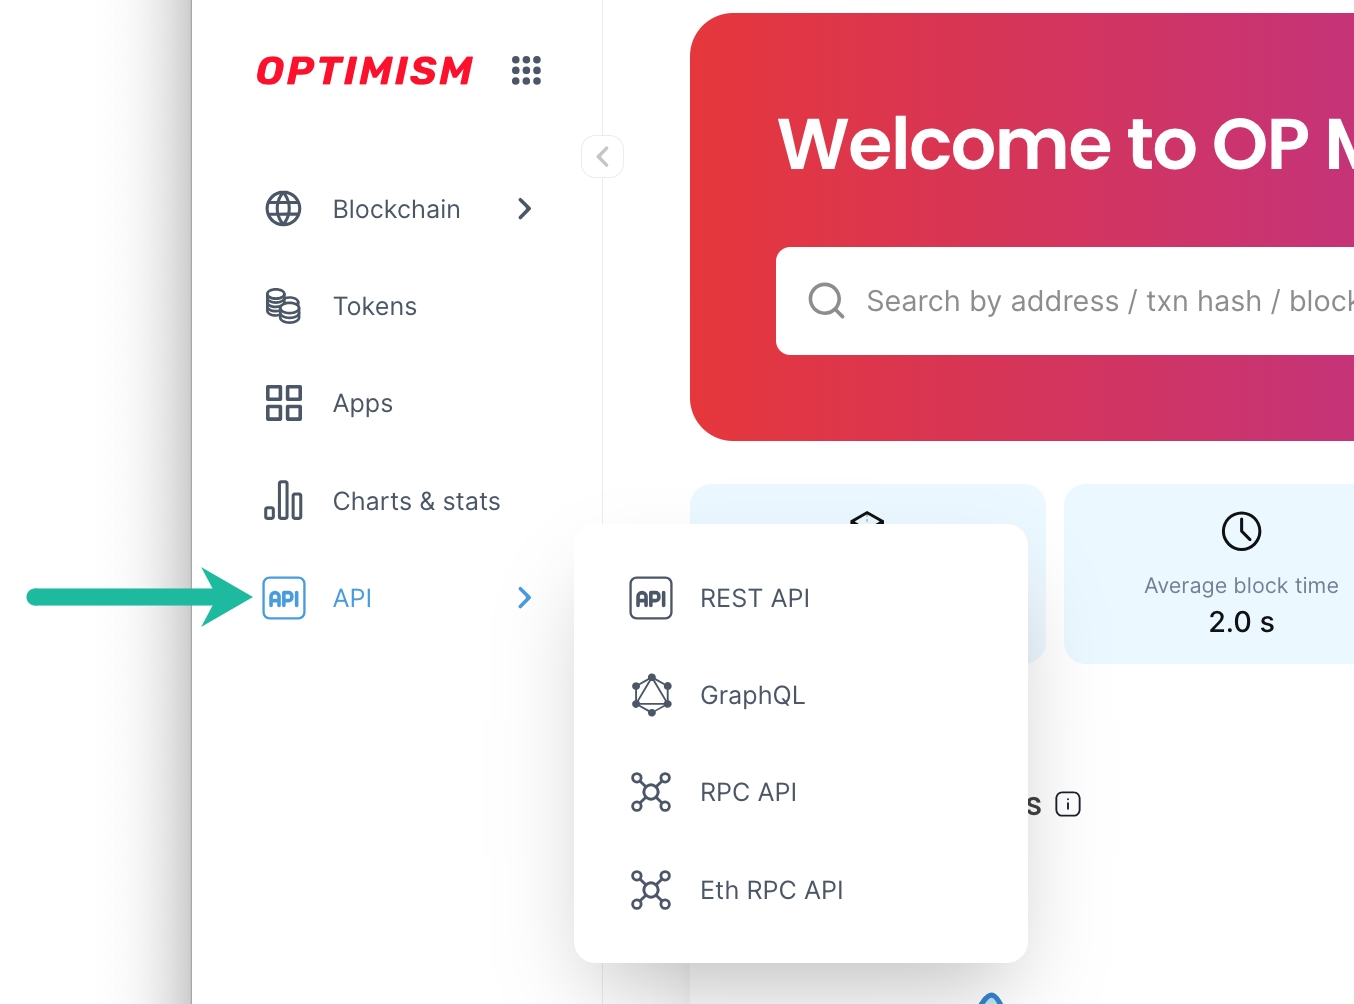 OPTIMISM
Blockchain
Tokens
Apps
Charts & stats
API API
Welcome to OP M
Search by address / txn hash / block
Average block time
2.0 s
API REST API
GraphQL
RPC API
Eth RPC API
s